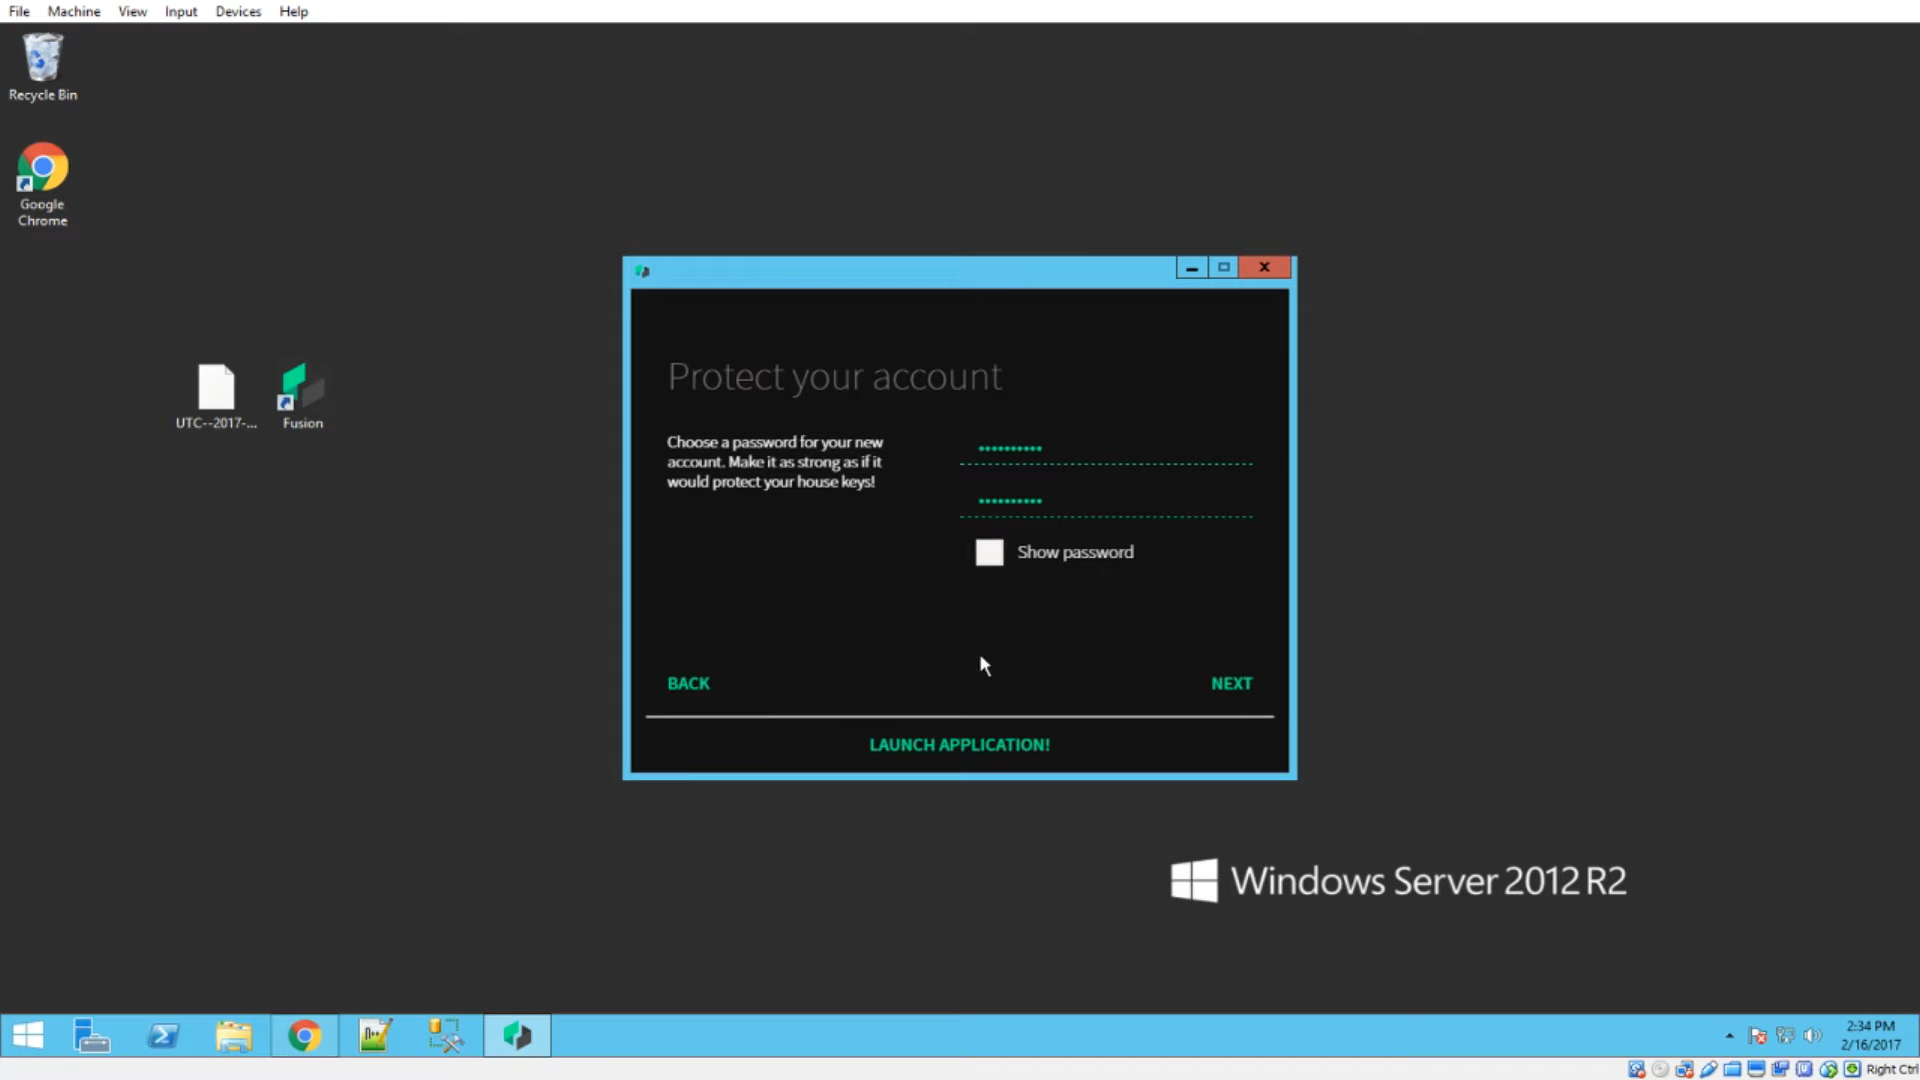 File Machine View Input Devices Help
Recycle Bin
Google
Chrome
UTC--2017-...
Fusion
Protect your account
Choose a password for your new
account. Make it as strong as if it
would protect your house keys!
Show password
BACK
NEXT
LAUNCH APPLICATION!
Windows Server 2012 R2
2:34 PM
2/16/2017
Right Ctrl